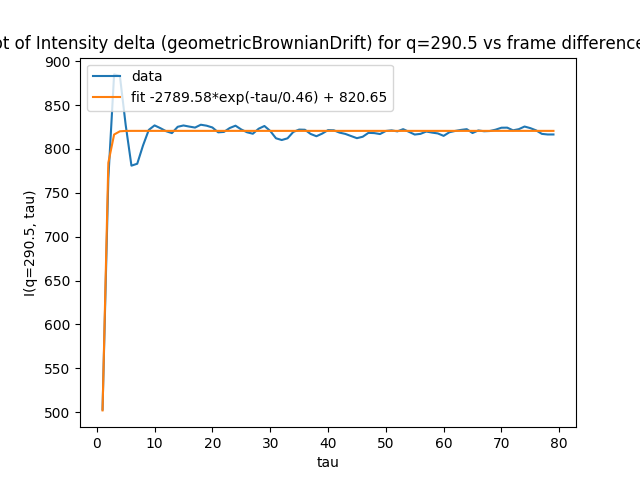 ot of Intensity delta (geometricBrownianDrift) for q=290.5 vs frame difference
900
850
800
750
700
650
600
550
500
I(q=290.5, tau)
data
fit -2789.58*exp(-tau/0.46) + 820.65
0 10 20 30 40 50 60 70 80
tau